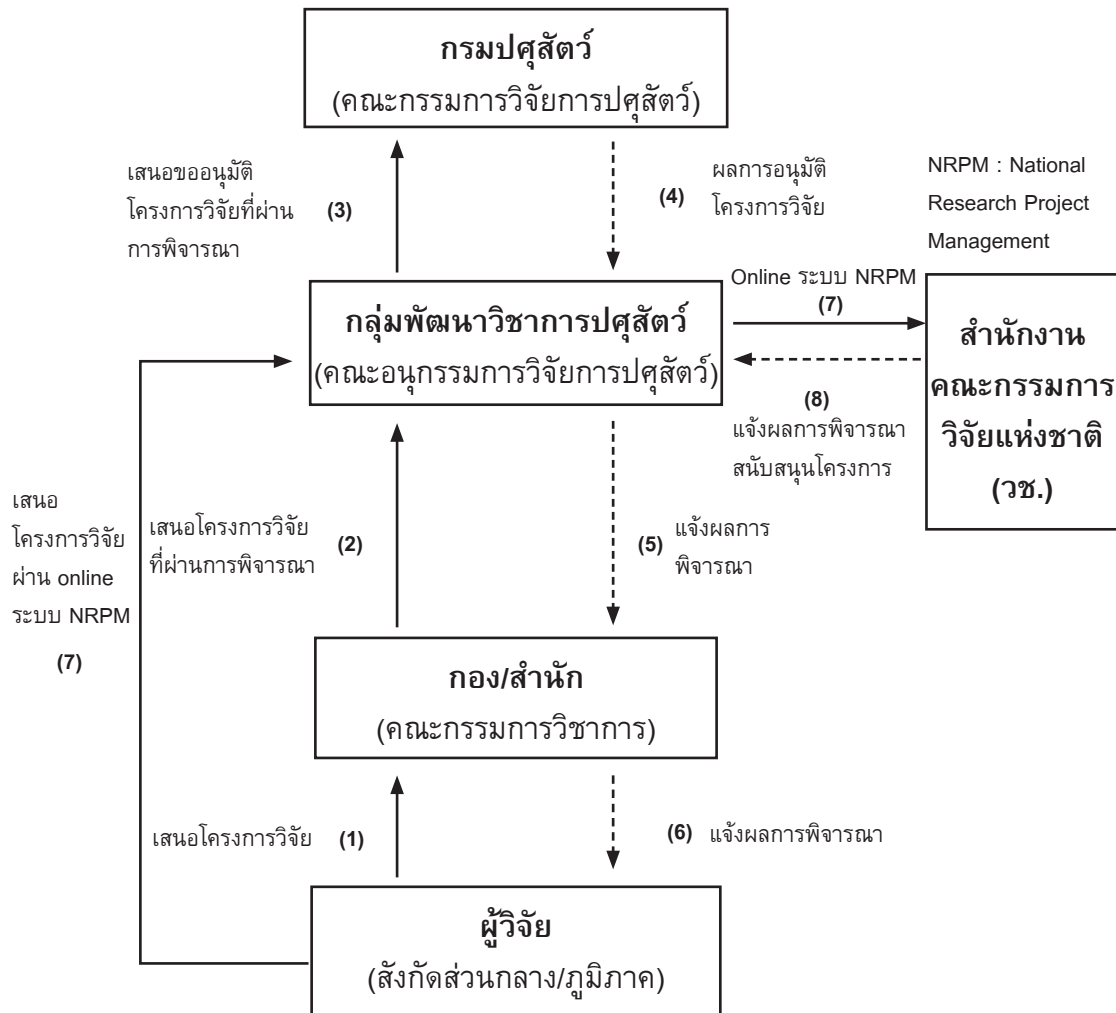 กรมปศุสัตว์
(คณะกรรมการวิจัยการปศุสัตว์)
เสนอขออนุมัติ
โครงการวิจัยที่ผ่าน
การพิจารณา
(3)
(4)
ผลการอนุมัติ
โครงการวิจัย
NRPM : National
Research Project
Management
กลุ่มพัฒนาวิชาการปศุสัตว์
(คณะอนุกรรมการวิจัยการปศุสัตว์)
Online ระบบ NRPM
(7)
(8)
แจ้งผลการพิจารณา
สนับสนุนโครงการ
สำนักงาน
คณะกรรมการ
วิจัยแห่งชาติ
(วช.)
เสนอ
โครงการวิจัย
ผ่าน online
ระบบ NRPM
(7)
เสนอโครงการวิจัย
ที่ผ่านการพิจารณา
(2)
(5)
แจ้งผลการ
พิจารณา
กอง/สำนัก
(คณะกรรมการวิชาการ)
เสนอโครงการวิจัย (1)
(6) แจ้งผลการพิจารณา
ผู้วิจัย
(สังกัดส่วนกลาง/ภูมิภาค)